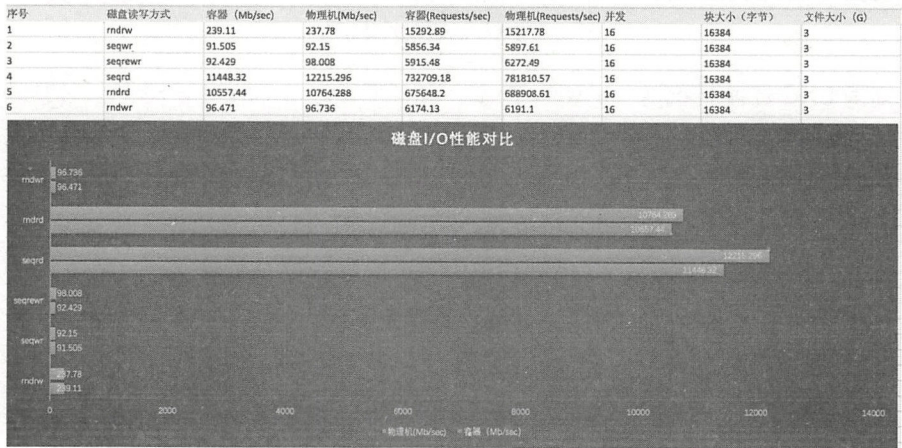 序号 磁盘读写方式 容器（Mb/sec) 物理机(Mb/sec) 容器(Requests/sec) 物理机(Requests/sec) 并发 块大小（字节） 文件大小（G）
1 rndrw 239.11 237.78 15292.89 15217.78 16 16384 3
2 seqwr 91.505 92.15 5856.34 5897.61 16 16384 3
3 seqrewr 92.429 98.008 5915.48 6272.49 16 16384 3
4 seqrd 11448.32 12215.296 732709.18 781810.57 16 16384 3
5 rndrd 10557.44 10764.288 675648.2 688908.61 16 16384 3
6 rndwr 96.471 96.736 6174.13 6191.1 16 16384 3
磁盘I/O性能对比
rndwr 96.736
96.471
rndrd 10764.288
10557.44
seqrd 12215.296
11448.32
seqrewr 98.008
92.429
seqwr 92.15
91.505
rndrw 237.78
239.11
0 2000 4000 6000 8000 10000 12000 14000
物理机(Mb/sec) 容器（Mb/sec)